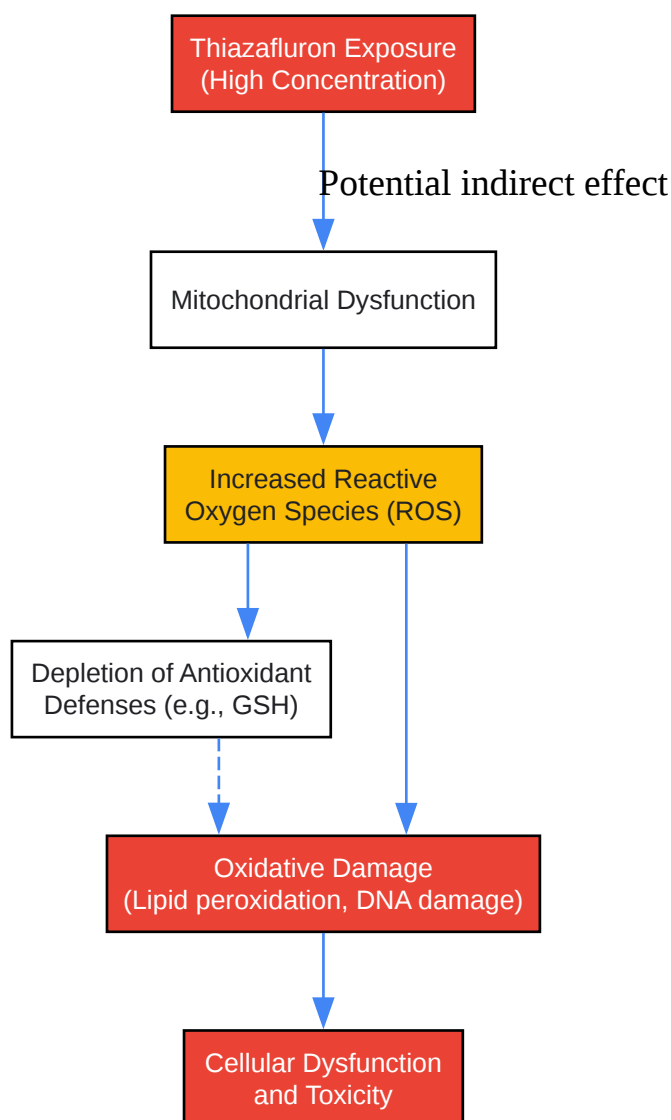 Thiazafluron Exposure
(High Concentration)
Potential indirect effect
Mitochondrial Dysfunction
Increased Reactive
Oxygen Species (ROS)
Depletion of Antioxidant
Defenses (e.g., GSH)
Oxidative Damage
(Lipid peroxidation, DNA damage)
Cellular Dysfunction
and Toxicity